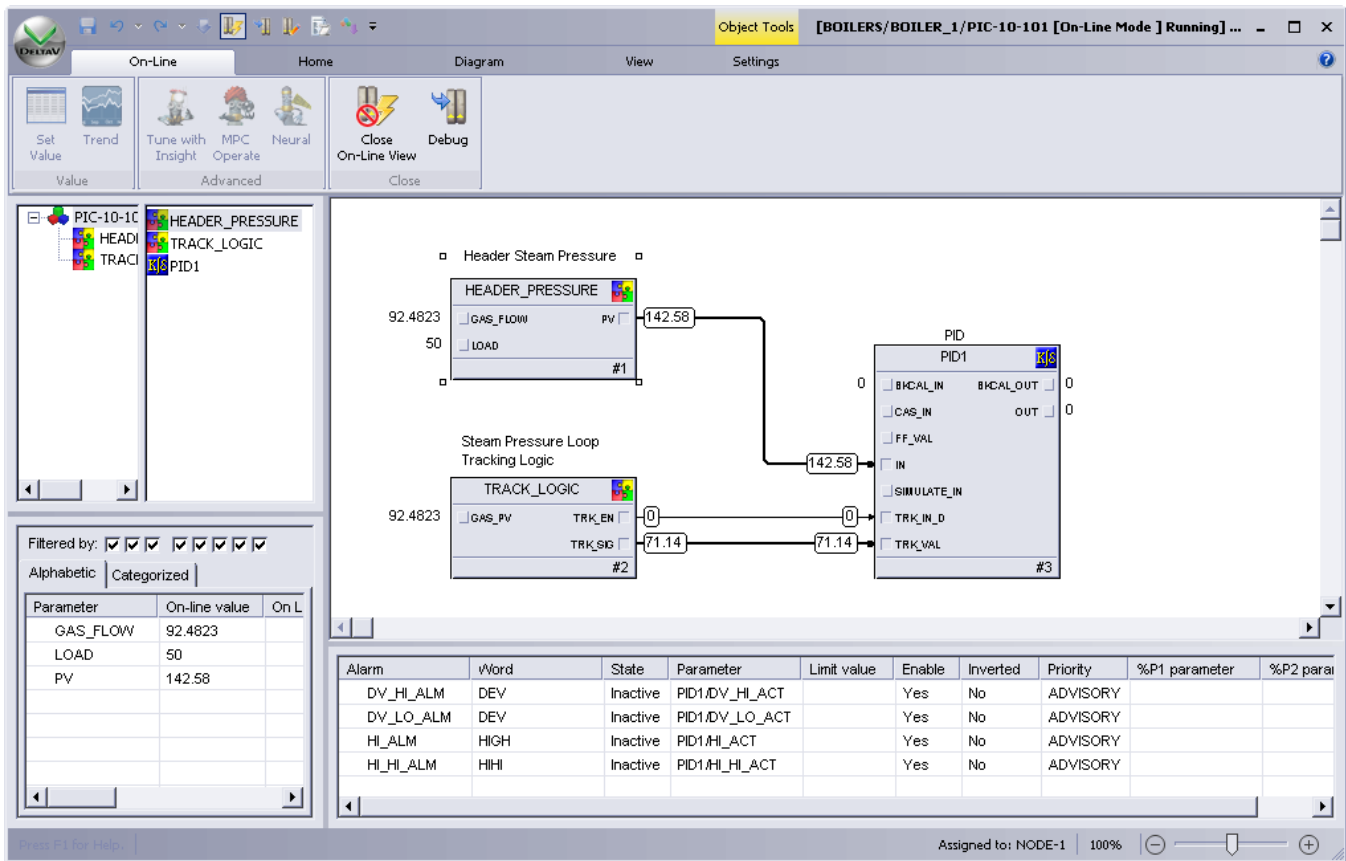 Object Tools [BOILERS/BOILER_1/PIC-10-101 [On-Line Mode ] Running] ...
DELTAV
On-Line Home Diagram View Settings
Set Value Trend Tune with Insight MPC Operate Neural Close On-Line View Debug
Value Advanced Close
PIC-10-10
HEADE
TRACK
HEADER_PRESSURE
TRACK_LOGIC
PID1
Header Steam Pressure
HEADER_PRESSURE
92.4823 GAS_FLOW PV 142.58
50 LOAD
#1
PID
PID1
0 BKCAL_IN BKCAL_OUT 0
CAS_IN OUT 0
FF_VAL
142.58 IN
SIMULATE_IN
0 TRK_IN_D
71.14 TRK_VAL
#3
Steam Pressure Loop
Tracking Logic
TRACK_LOGIC
92.4823 GAS_PV TRK_EN 0
TRK_SIG 71.14
#2
Filtered by:
Alphabetic Categorized
Parameter On-line value On L
GAS_FLOW 92.4823
LOAD 50
PV 142.58
Alarm Word State Parameter Limit value Enable Inverted Priority %P1 parameter %P2 param
DV_HI_ALM DEV Inactive PID1/DV_HI_ACT Yes No ADVISORY
DV_LO_ALM DEV Inactive PID1/DV_LO_ACT Yes No ADVISORY
HI_ALM HIGH Inactive PID1/HI_ACT Yes No ADVISORY
HI_HI_ALM HIHI Inactive PID1/HI_HI_ACT Yes No ADVISORY
Press F1 for Help. Assigned to: NODE-1 100%